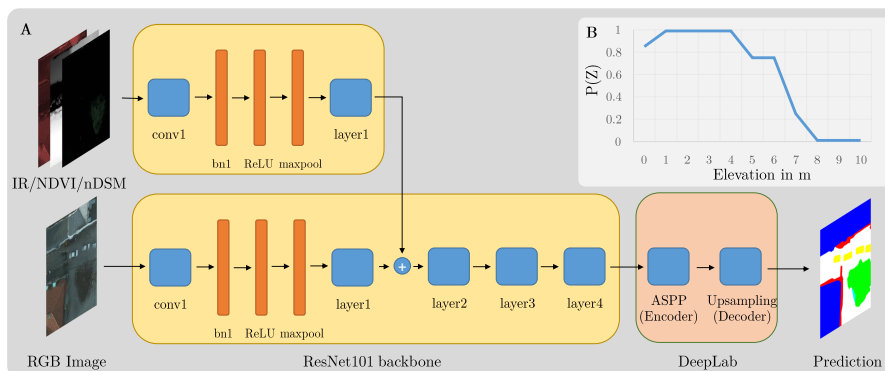 A
conv1
bn1
ReLU
maxpool
layer1
IR/NDVI/nDSM
B
P(Z)
1
0.8
0.6
0.4
0.2
0
0 1 2 3 4 5 6 7 8 9 10
Elevation in m
conv1
bn1
ReLU
maxpool
layer1
+
layer2
layer3
layer4
ASPP
(Encoder)
Upsampling
(Decoder)
RGB Image
ResNet101 backbone
DeepLab
Prediction